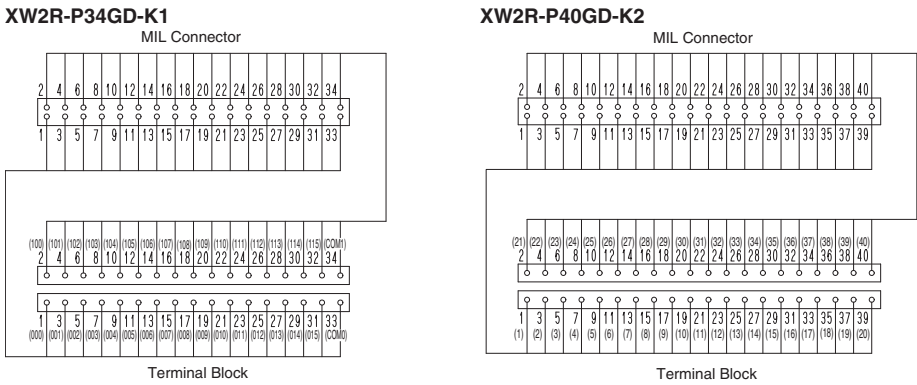 XW2R-P34GD-K1
MIL Connector
2 4 6 8 10 12 14 16 18 20 22 24 26 28 30 32 34
1 3 5 7 9 11 13 15 17 19 21 23 25 27 29 31 33
(100) (101) (102) (103) (104) (105) (106) (107) (108) (109) (110) (111) (112) (113) (114) (115) (COM1)
2 4 6 8 10 12 14 16 18 20 22 24 26 28 30 32 34
1 3 5 7 9 11 13 15 17 19 21 23 25 27 29 31 33
(000) (001) (002) (003) (004) (005) (006) (007) (008) (009) (010) (011) (012) (013) (014) (015) (COM0)
Terminal Block
XW2R-P40GD-K2
MIL Connector
2 4 6 8 10 12 14 16 18 20 22 24 26 28 30 32 34 36 38 40
1 3 5 7 9 11 13 15 17 19 21 23 25 27 29 31 33 35 37 39
(21) (22) (23) (24) (25) (26) (27) (28) (29) (30) (31) (32) (33) (34) (35) (36) (37) (38) (39) (40)
2 4 6 8 10 12 14 16 18 20 22 24 26 28 30 32 34 36 38 40
1 3 5 7 9 11 13 15 17 19 21 23 25 27 29 31 33 35 37 39
(1) (2) (3) (4) (5) (6) (7) (8) (9) (10) (11) (12) (13) (14) (15) (16) (17) (18) (19) (20)
Terminal Block